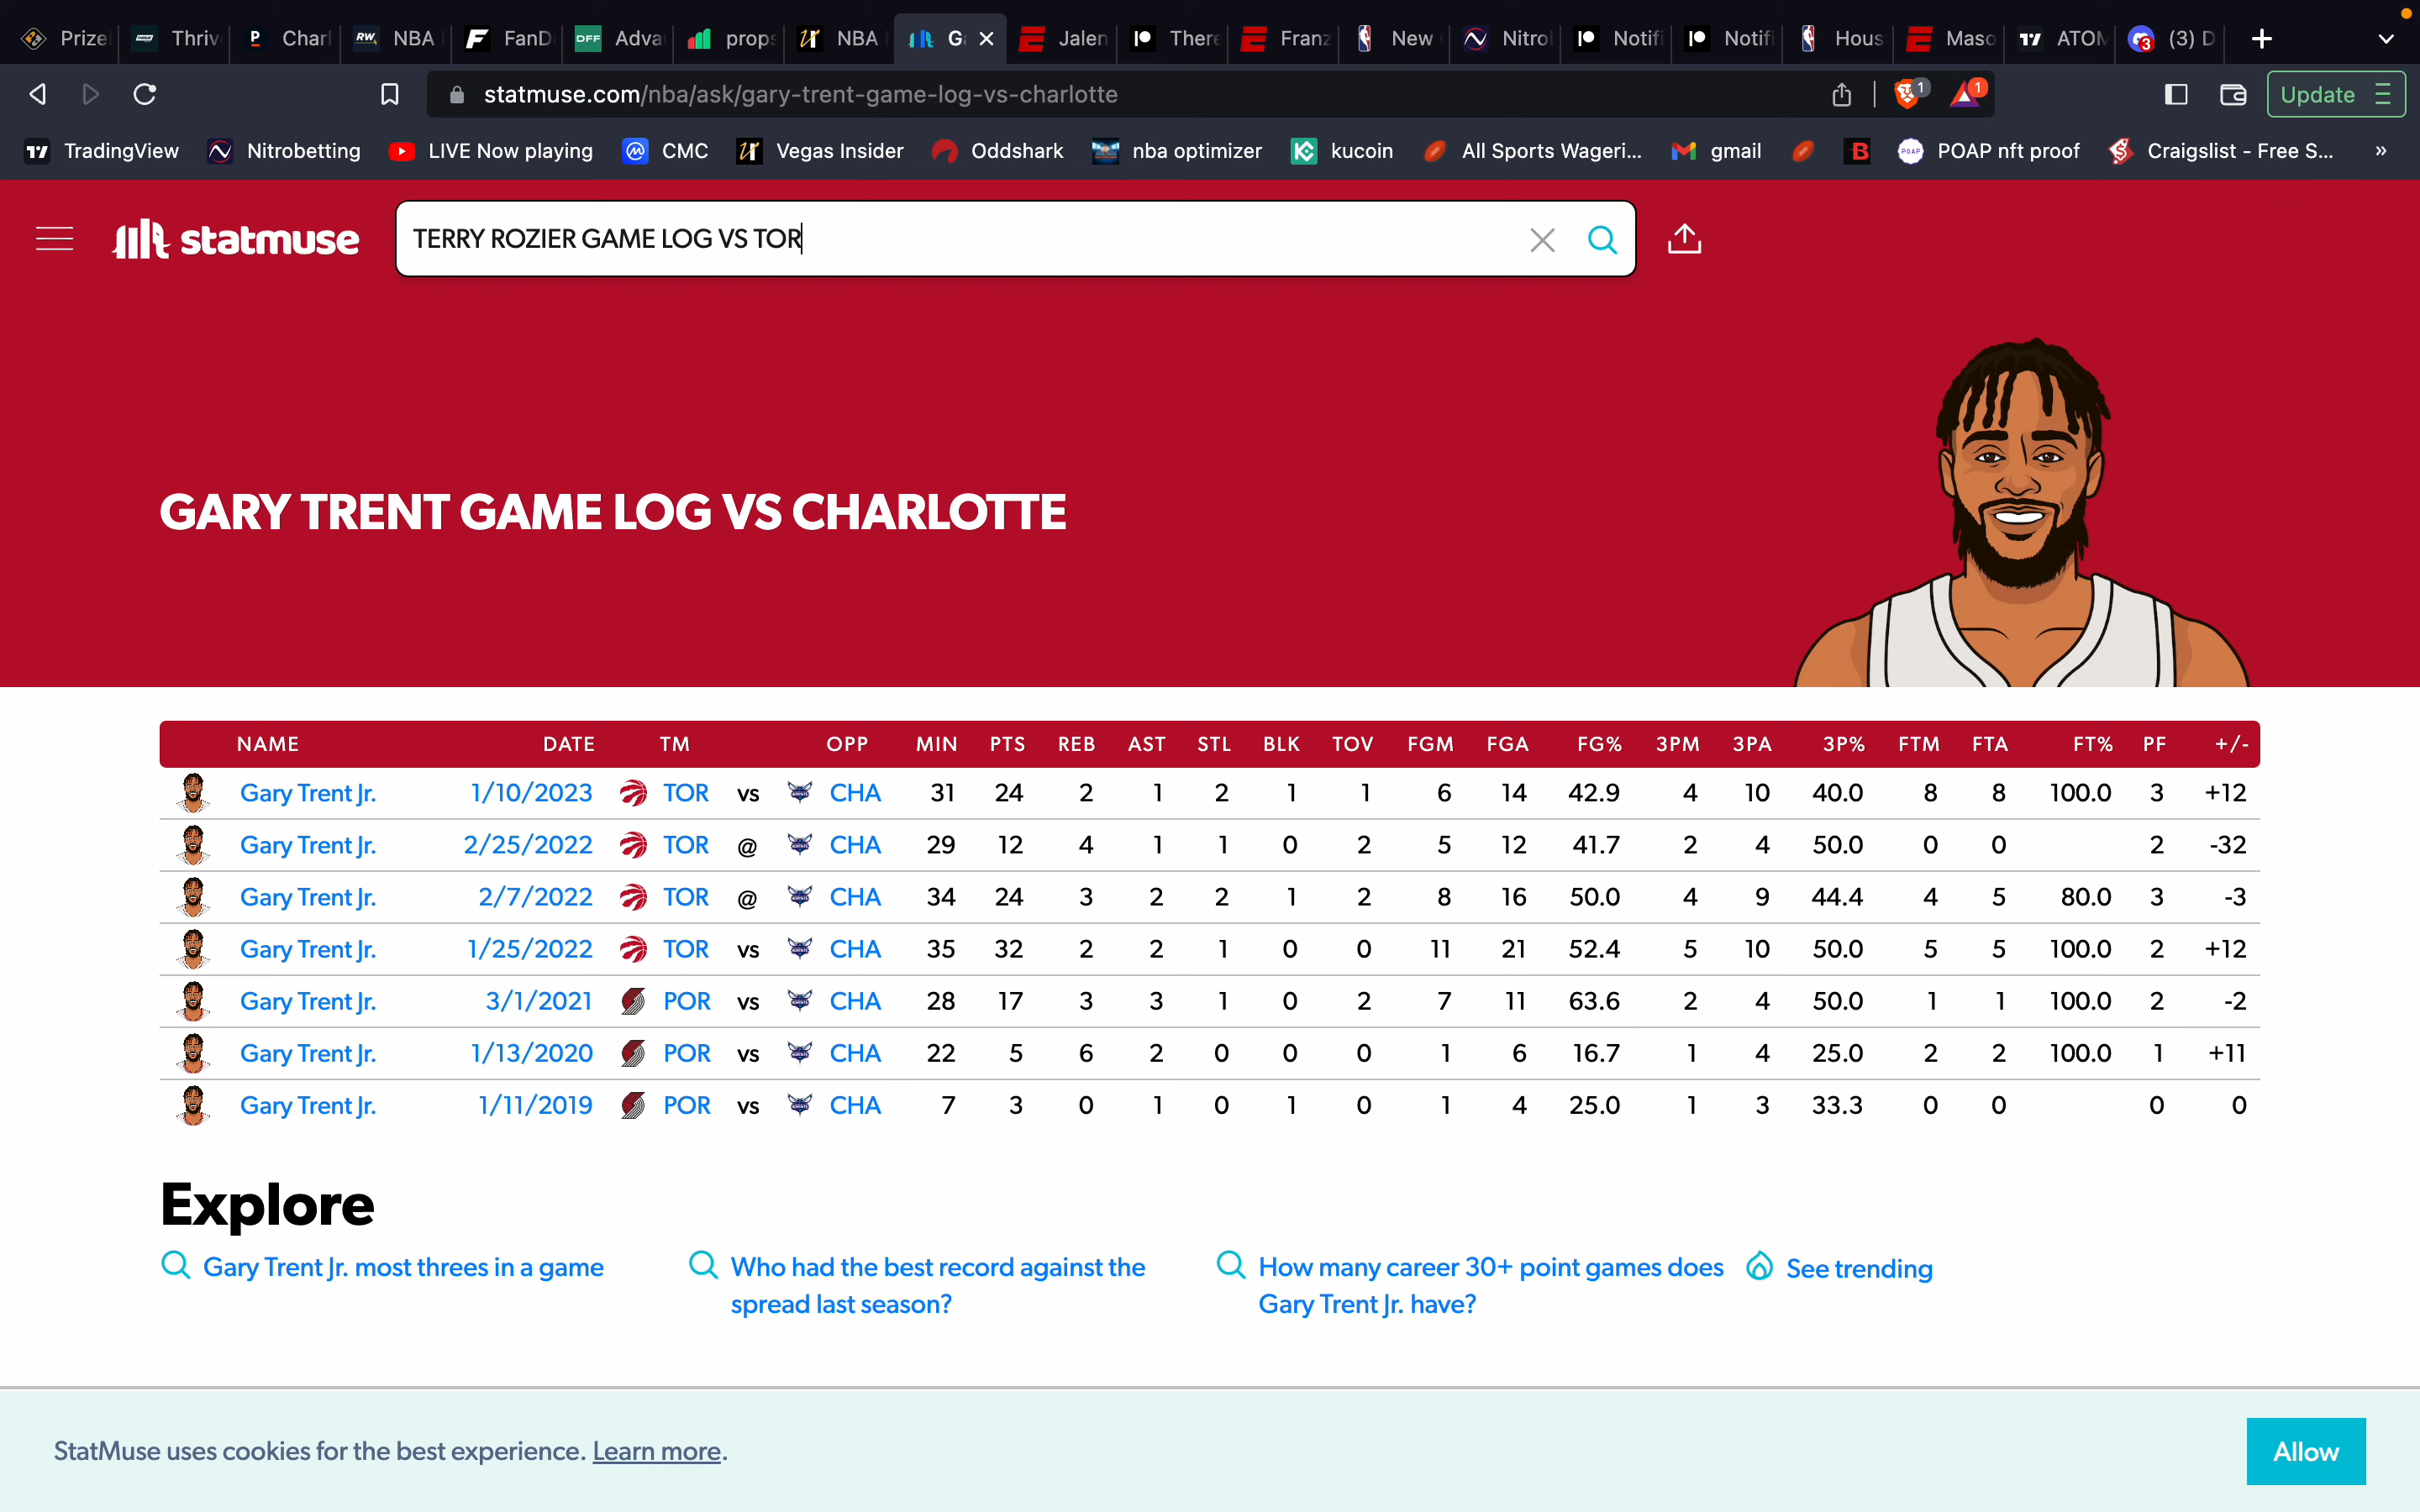 Prize Thriv Charl NBA FanD Adva props NBA G Jalen There Franz New Nitrol Notifi Notifi Hous Maso ATOM (3) D
statmuse.com/nba/ask/gary-trent-game-log-vs-charlotte 1 1 Update
TradingView Nitrobetting LIVE Now playing CMC Vegas Insider Oddshark nba optimizer kucoin All Sports Wageri... gmail POAP nft proof Craigslist - Free S... »
statmuse TERRY ROZIER GAME LOG VS TOR
GARY TRENT GAME LOG VS CHARLOTTE
NAME DATE TM OPP MIN PTS REB AST STL BLK TOV FGM FGA FG% 3PM 3PA 3P% FTM FTA FT% PF +/-
Gary Trent Jr. 1/10/2023 TOR vs CHA 31 24 2 1 2 1 1 6 14 42.9 4 10 40.0 8 8 100.0 3 +12
Gary Trent Jr. 2/25/2022 TOR @ CHA 29 12 4 1 1 0 2 5 12 41.7 2 4 50.0 0 0 2 -32
Gary Trent Jr. 2/7/2022 TOR @ CHA 34 24 3 2 2 1 2 8 16 50.0 4 9 44.4 4 5 80.0 3 -3
Gary Trent Jr. 1/25/2022 TOR vs CHA 35 32 2 2 1 0 0 11 21 52.4 5 10 50.0 5 5 100.0 2 +12
Gary Trent Jr. 3/1/2021 POR vs CHA 28 17 3 3 1 0 2 7 11 63.6 2 4 50.0 1 1 100.0 2 -2
Gary Trent Jr. 1/13/2020 POR vs CHA 22 5 6 2 0 0 0 1 6 16.7 1 4 25.0 2 2 100.0 1 +11
Gary Trent Jr. 1/11/2019 POR vs CHA 7 3 0 1 0 1 0 1 4 25.0 1 3 33.3 0 0 0 0
Explore
Gary Trent Jr. most threes in a game
Who had the best record against the
spread last season?
How many career 30+ point games does
Gary Trent Jr. have?
See trending
StatMuse uses cookies for the best experience. Learn more.
Allow